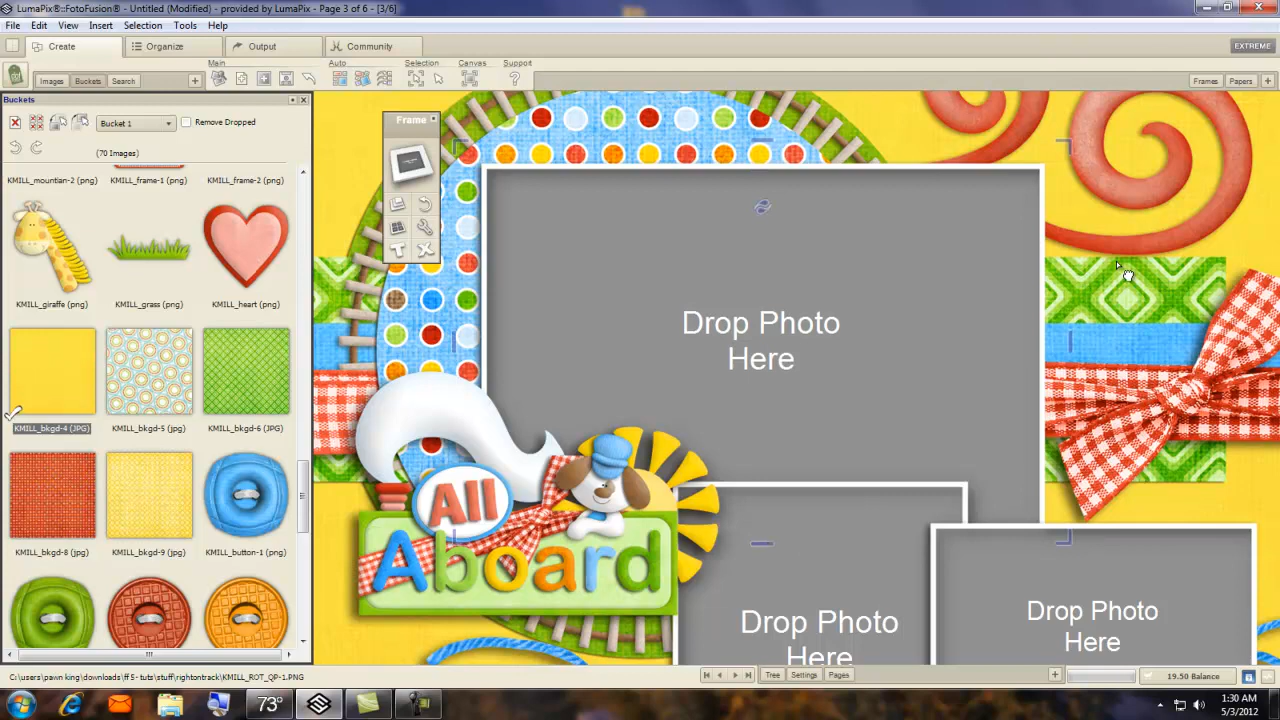 LumaPix®::FotoFusion® - Untitled (Modified) - provided by LumaPix - Page 3 of 6 - [3/6]
File Edit View Insert Selection Tools Help
Create Organize Output Community EXTREME
Main Auto Selection Canvas Support
Images Buckets Search + Frames Papers +
Buckets
Bucket 1 Remove Dropped
(70 Images)
KMILL_mountian-2 (png) KMILL_frame-1 (png) KMILL_frame-2 (png)
KMILL_giraffe (png) KMILL_grass (png) KMILL_heart (png)
KMILL_bkgd-4 (JPG) KMILL_bkgd-5 (jpg) KMILL_bkgd-6 (JPG)
KMILL_bkgd-8 (jpg) KMILL_bkgd-9 (jpg) KMILL_button-1 (png)
Frame
Drop Photo
Here
All
Aboard
Drop Photo
Here
Drop Photo
Here
C:\users\pawn king\downloads\ff 5 - tuts\stuff\rightontrack\KMILL_ROT_QP-1.PNG
Tree Settings Pages + 19.50 Balance
73°
1:30 AM
5/3/2012